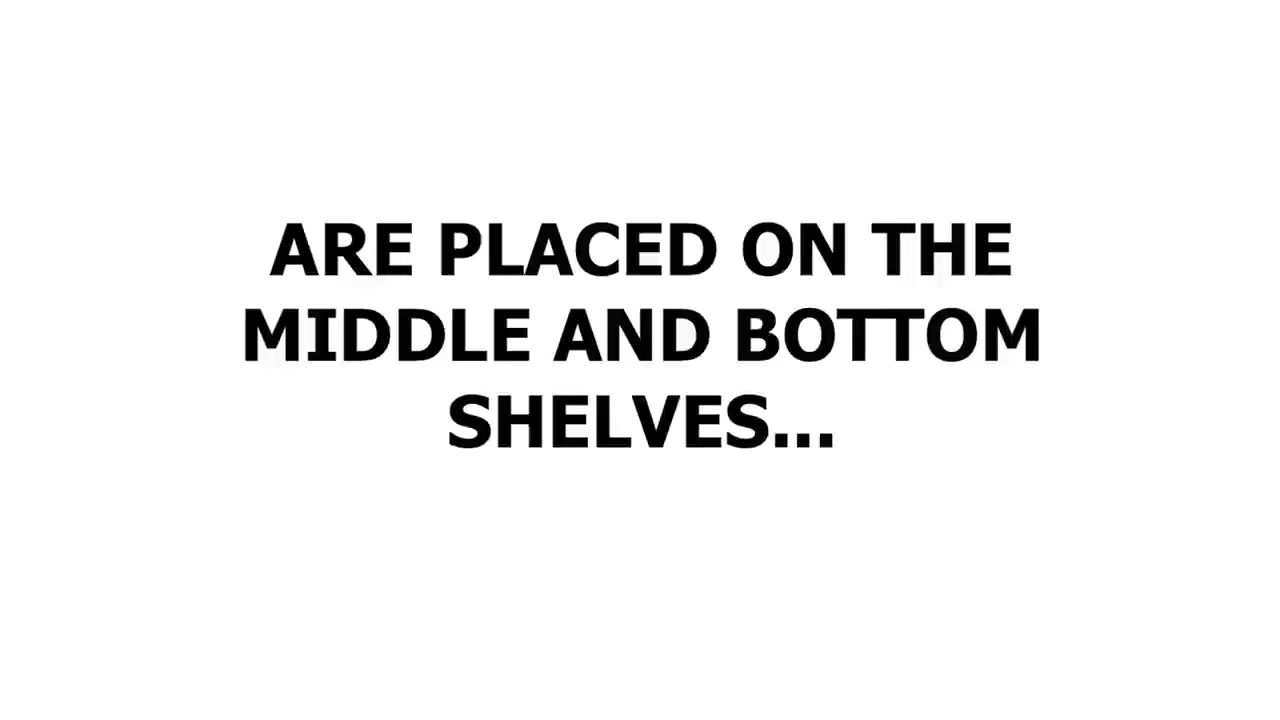 ARE PLACED ON THE
MIDDLE AND BOTTOM
SHELVES...